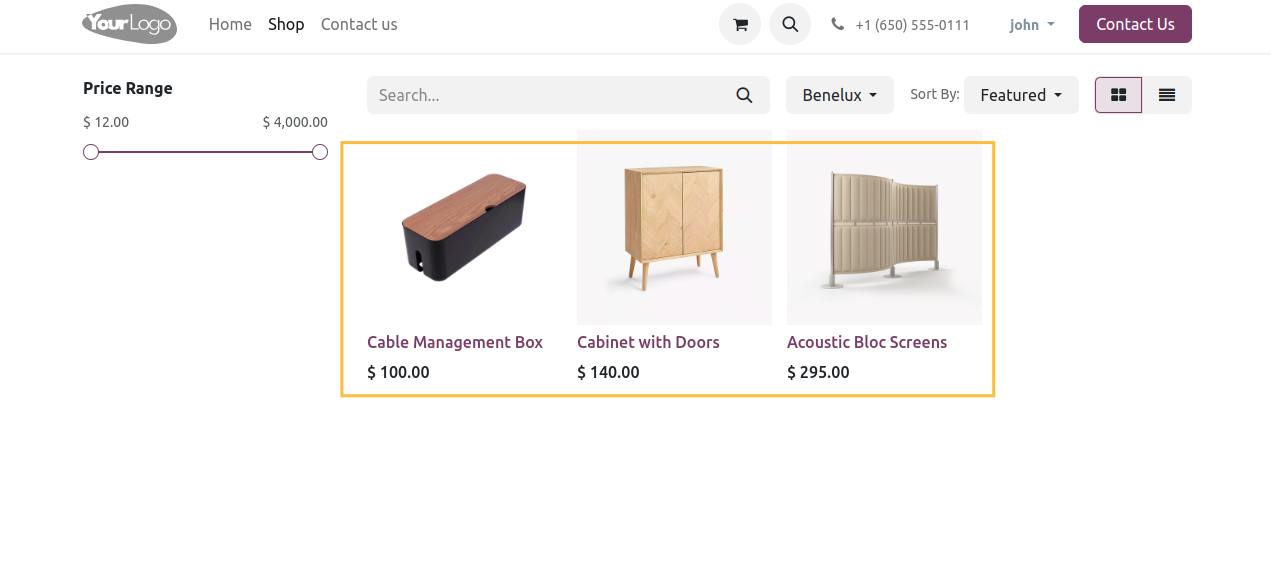 YourLogo
Home Shop Contact us
+1 (650) 555-0111
john
Contact Us
Price Range
$ 12.00 $ 4,000.00
Search...
Benelux
Sort By: Featured
Cable Management Box Cabinet with Doors Acoustic Bloc Screens
$ 100.00 $ 140.00 $ 295.00